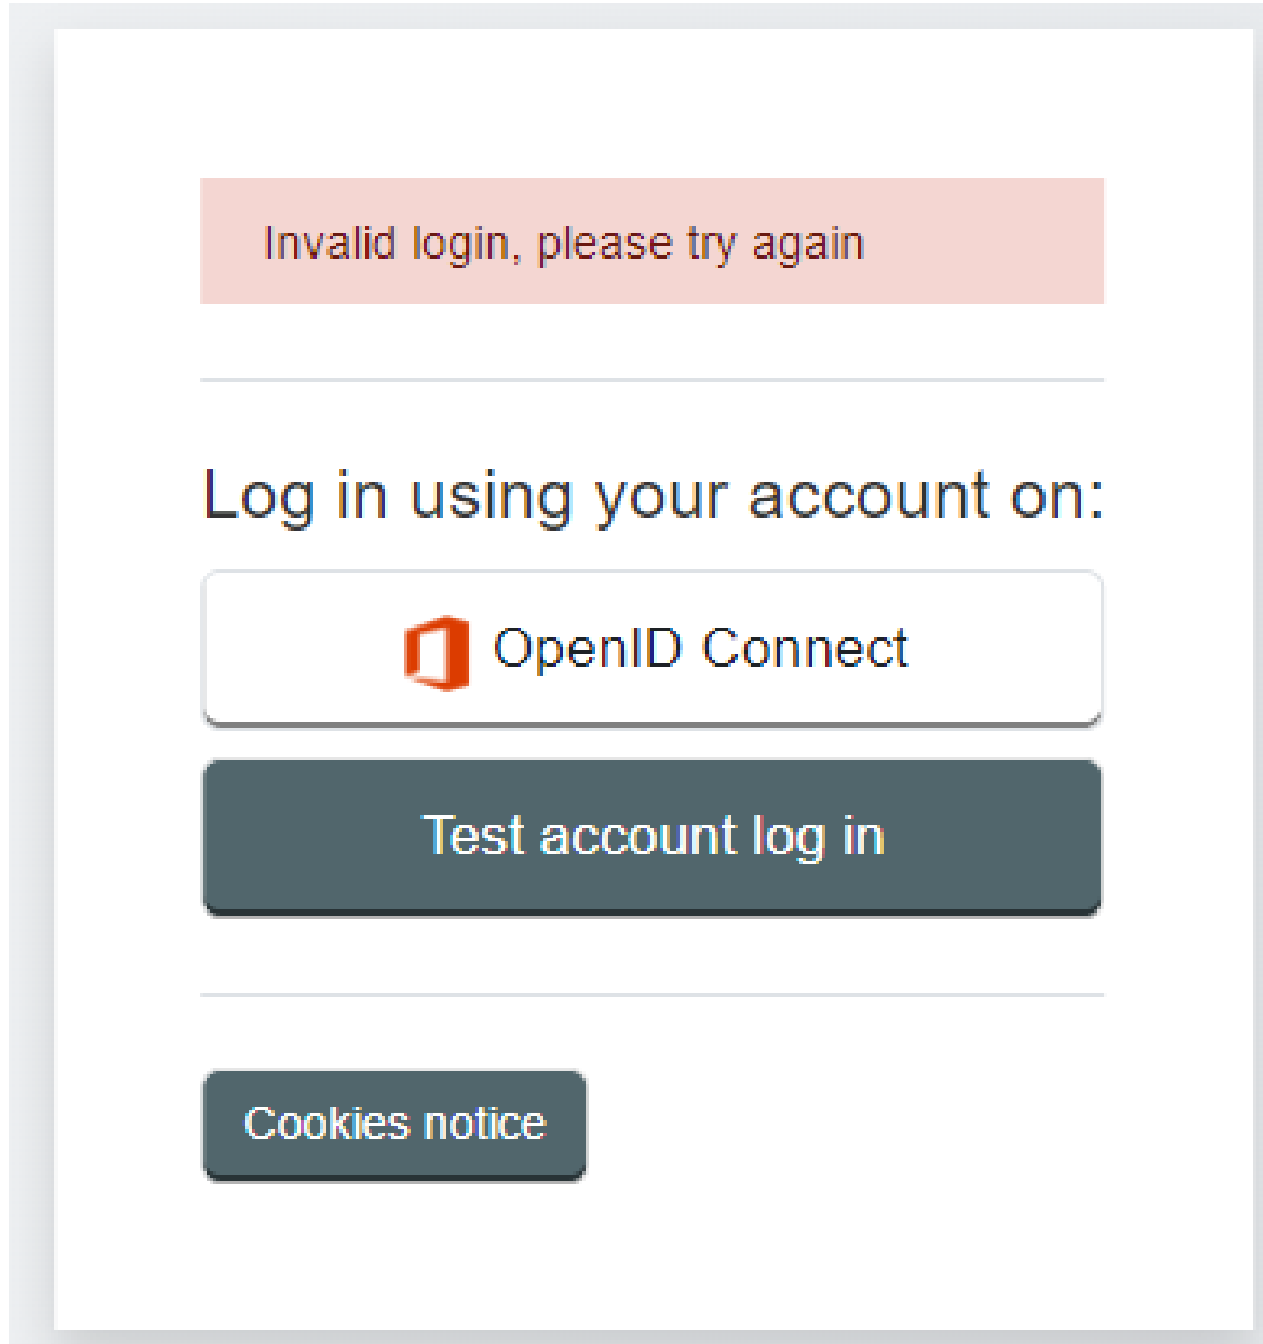 Invalid login, please try again
Log in using your account on:
OpenID Connect
Test account log in
Cookies notice